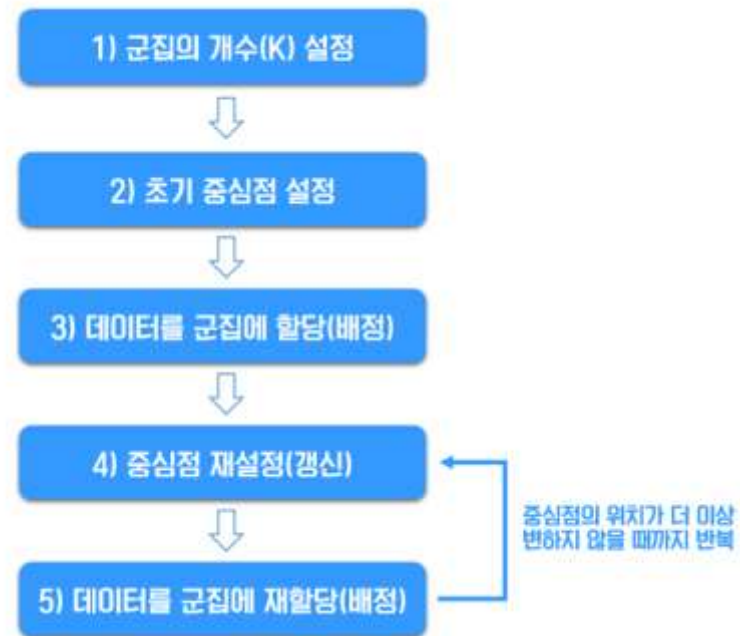 1) 군집의 개수(K) 설정
2) 초기 중심점 설정
3) 데이터를 군집에 할당(배정)
4) 중심점 재설정(갱신)
중심점의 위치가 더 이상
변하지 않을 때까지 반복
5) 데이터를 군집에 재할당(배정)